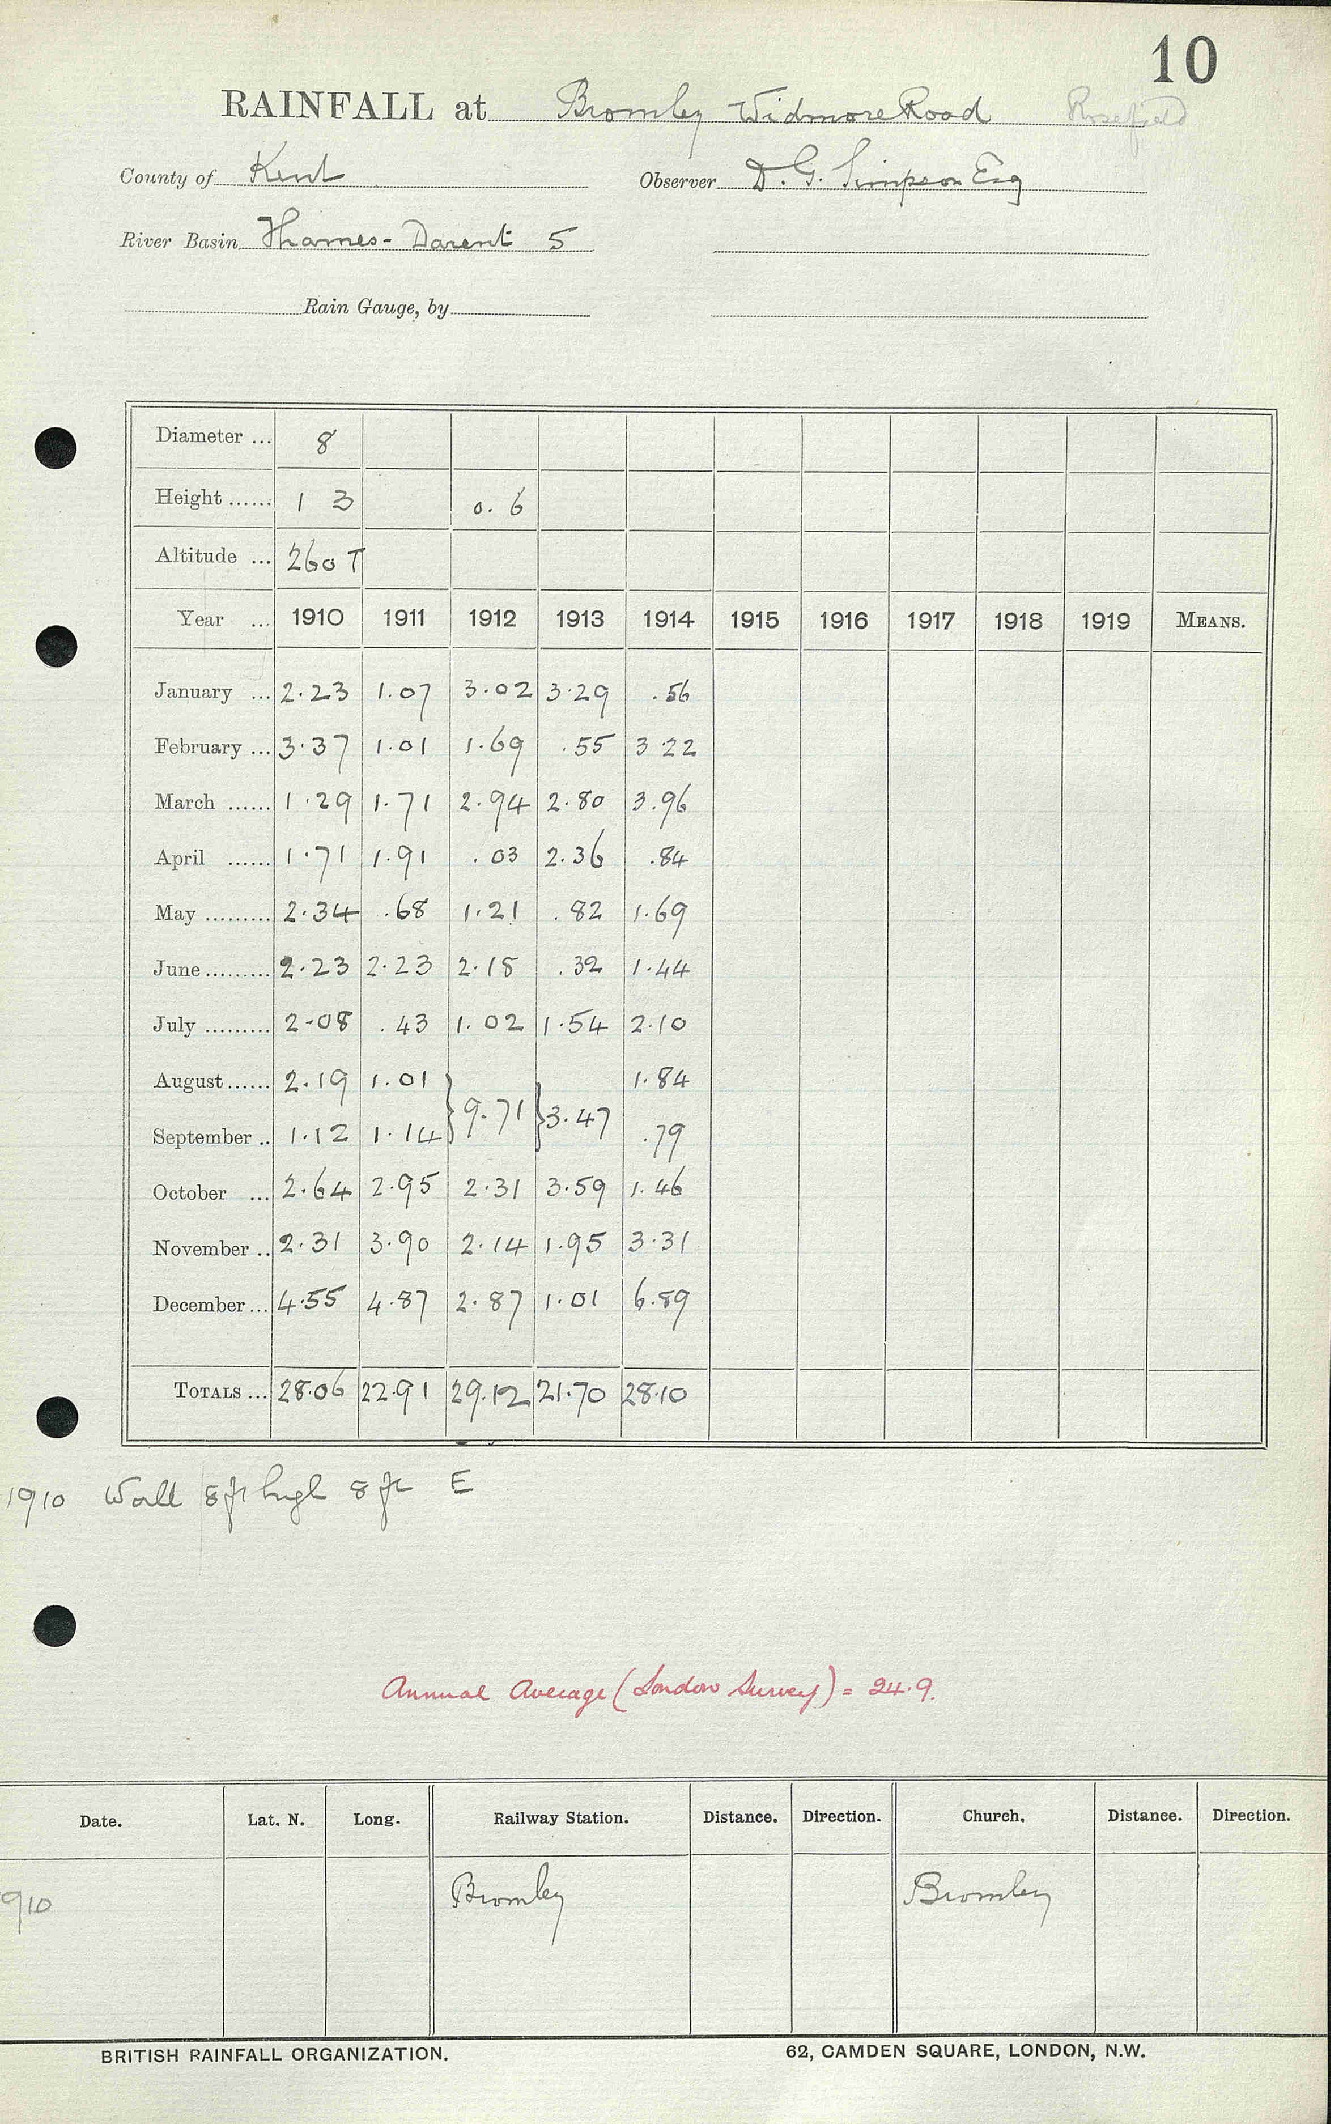 10
RAINFALL at Bromley Widmore Road Rosefield
County of Kent Observer D. G. Simpson Esq
River Basin Thames - Darent 5
Rain Gauge, by
Diameter ... 8
Height ...... 1 3 0. 6
Altitude ... 260 T
Year ... 1910 1911 1912 1913 1914 1915 1916 1917 1918 1919 MEANS.
January ... 2.23 1.07 3.02 3.29 .56
February ... 3.37 1.01 1.69 .55 3 22
March ...... 1.29 1.71 2.94 2.80 3.96
April ...... 1.71 1.91 .03 2.36 .84
May ......... 2.34 .68 1.21 .82 1.69
June ......... 2.23 2.23 2.18 .32 1.44
July ......... 2.08 .43 1.02 1.54 2.10
August ...... 2.19 1.01 1.84
} 9.71 } 3.47
September .. 1.12 1.14 .79
October ... 2.64 2.95 2.31 3.59 1.46
November .. 2.31 3.90 2.14 1.95 3.31
December ... 4.55 4.87 2.87 1.01 6.89
TOTALS ... 28.06 22.91 29.12 21.70 28.10
1910 Wall 8 ft high 8 ft E
Annual Average (London Survey) = 24.9.
Date. Lat. N. Long. Railway Station. Distance. Direction. Church. Distance. Direction.
910 Bromley Bromley
BRITISH RAINFALL ORGANIZATION. 62, CAMDEN SQUARE, LONDON, N.W.